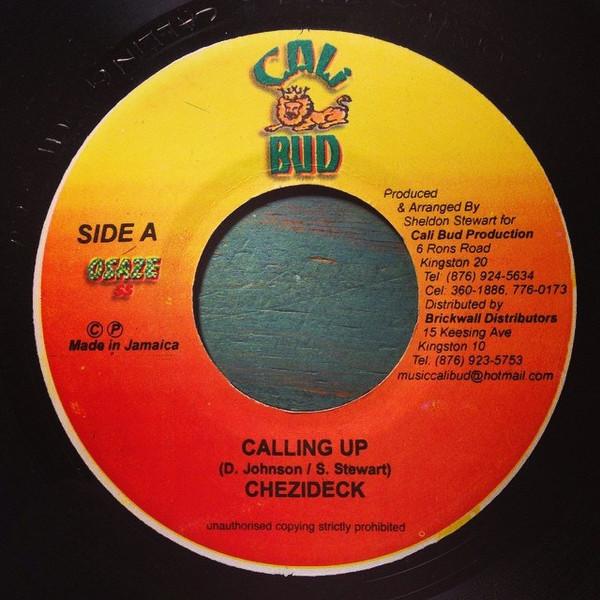 CALi
BUD
SIDE A
OSAZE
Ⓒ Ⓟ
Made in Jamaica
Produced
& Arranged By
Sheldon Stewart for
Cali Bud Production
6 Rons Road
Kingston 20
Tel: (876) 924-5634
Cel: 360-1886, 776-0173
Distributed by
Brickwall Distributors
15 Keesing Ave
Kingston 10
Tel. (876) 923-5753
musiccalibud@hotmail.com
CALLING UP
(D. Johnson / S. Stewart)
CHEZIDECK
unauthorised copying strictly prohibited